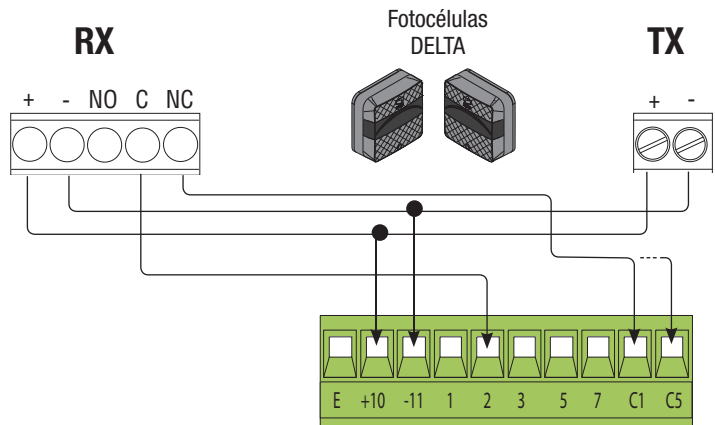 Fotocélulas
DELTA
RX
TX
+ - NO C NC
+ -
E +10 -11 1 2 3 5 7 C1 C5